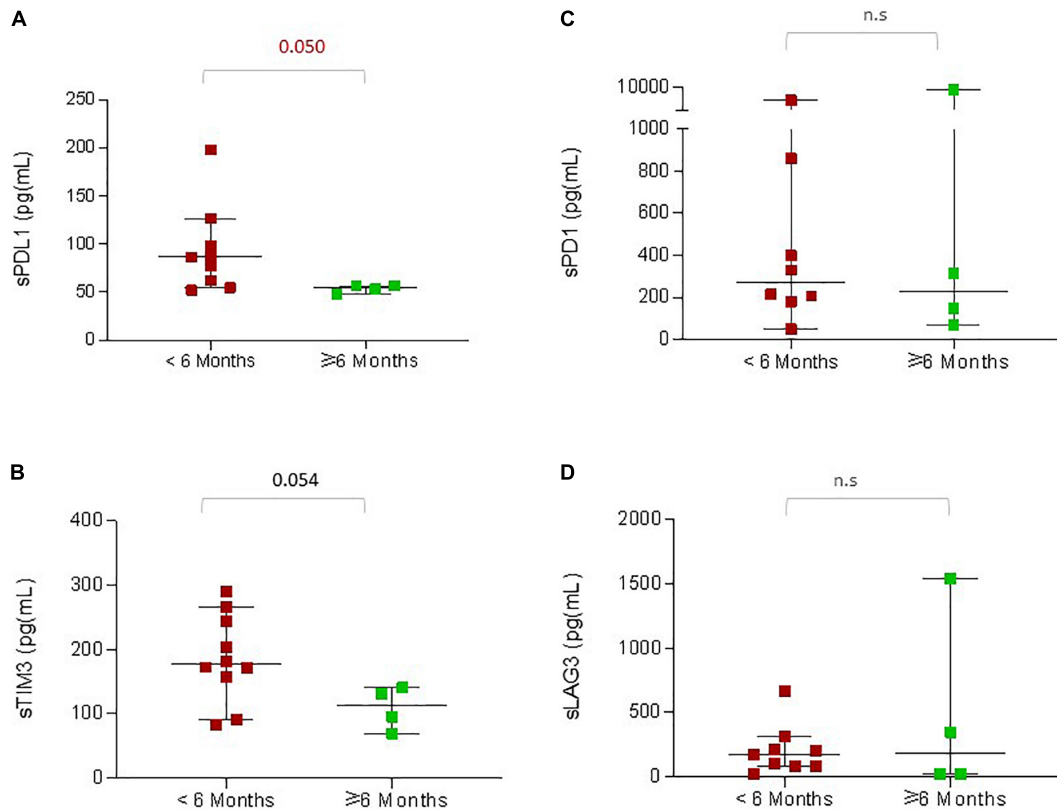 A
0.050
sPDL1 (pg(mL)
250
200
150
100
50
0
< 6 Months
≥6 Months
C
n.s
sPD1 (pg(mL)
10000
1000
800
600
400
200
0
< 6 Months
≥6 Months
B
0.054
sTIM3 (pg(mL)
400
300
200
100
0
< 6 Months
≥6 Months
D
n.s
sLAG3 (pg(mL)
2000
1500
1000
500
0
< 6 Months
≥6 Months